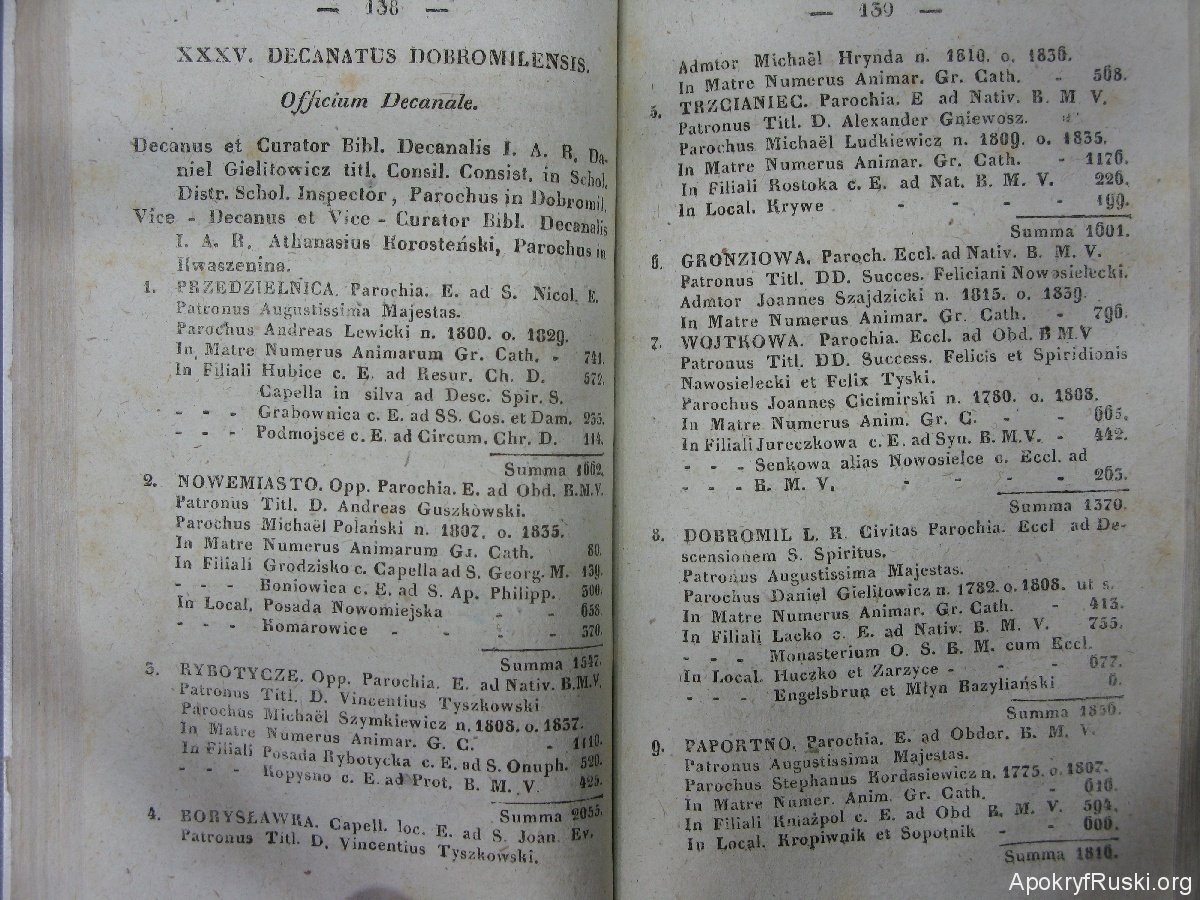 — 138 —
XXXV. DECANATUS DOBROMILENSIS.
Officium Decanale.
Decanus et Curator Bibl. Decanalis I. A. R. Da-
niel Gielitowicz titl. Consil. Consist. in Schol.
Distr. Schol. Inspector, Parochus in Dobromil.
Vice - Decanus et Vice - Curator Bibl. Decanalis
I. A. R. Athanasius Korosteński, Parochus in
Kwaszenina.
1. PRZEDZIELNICA. Parochia. E. ad S. Nicol. E.
Patronus Augustissima Majestas.
Parochus Andreas Lewicki n. 1800. o. 1829.
In Matre Numerus Animarum Gr. Cath. - 741.
In Filiali Hubice c. E. ad Resur. Ch. D. 572.
Capella in silva ad Desc. Spir. S.
- - - Grabownica c. E. ad SS. Cos. et Dam. 235.
- - - Podmojsce c. E. ad Circum. Chr. D. 114.
Summa 1662.
2. NOWEMIASTO. Opp. Parochia. E. ad Obd. B.M.V.
Patronus Titl. D. Andreas Guszkowski.
Parochus Michaël Polański n. 1807. o. 1835.
In Matre Numerus Animarum Gr. Cath. 80.
In Filiali Grodzisko c. Capella ad S. Georg. M. 139.
- - - Boniowica c. E. ad S. Ap. Philipp. 300.
In Local. Posada Nowomiejska - - 658.
- - - Komarowice - - - - 370.
Summa 1547.
3. RYBOTYCZE. Opp. Parochia. E. ad Nativ. B.M.V.
Patronus Titl. D. Vincentius Tyszkowski
Parochus Michaël Szymkiewicz n. 1808. o. 1837.
In Matre Numerus Animar. G. C. - 1110.
In Filiali Posada Rybotycka c. E. ad S. Onuph. 520.
- - - Kopysno c. E. ad Prot. B. M. V. 425.
Summa 2055.
4. BORYSŁAWKA. Capell. loc. E. ad S. Joan. Ev.
Patronus Titl. D. Vincentius Tyszkowski.
— 139 —
Admtor Michaël Hrynda n. 1810. o. 1836.
In Matre Numerus Animar. Gr. Cath. - 568.
5. TRZCIANIEC. Parochia. E ad Nativ. B. M V.
Patronus Titl. D. Alexander Gniewosz.
Parochus Michaël Ludkiewicz n. 1809. o. 1835.
In Matre Numerus Animar. Gr. Cath. - 1176.
In Filiali Rostoka c. E. ad Nat. B. M. V. 226.
In Local. Krywe - - - - 199.
Summa 1601.
6. GRONZIOWA. Paroch. Eccl. ad Nativ. B. M. V.
Patronus Titl. DD. Succes. Feliciani Nowosielecki.
Admtor Joannes Szajdzicki n. 1815. o. 1839.
In Matre Numerus Animar. Gr. Cath. - 796.
7. WOJTKOWA. Parochia. Eccl. ad Obd. B M.V
Patronus Titl. DD. Success. Felicis et Spiridionis
Nawosielecki et Felix Tyski.
Parochus Joannes Cicimirski n. 1780. o. 1808.
In Matre Numerus Anim. Gr. C. - - 665.
In Filiali Jureczkowa c. E. ad Syn. B. M.V. - 442.
- - - Senkowa alias Nowosielce c. Eccl. ad
- - - B. M. V. - - - - 263.
Summa 1370.
8. DOBROMIL L. R. Civitas Parochia. Eccl ad De-
scensionem S. Spiritus.
Patronus Augustissima Majestas.
Parochus Daniel Gielitowicz n. 1782. o. 1808. ut s.
In Matre Numerus Animar. Gr. Cath. - 413.
In Filiali Lacko c. E. ad Nativ. B. M. V. 755.
- - - Monasterium O. S. B. M. cum Eccl.
In Local. Huczko et Zarzyce - - 677.
- - - Engelsbrun et Młyn Bazyliański 6.
Summa 1850.
9. PAPORTNO. Parochia. E. ad Obdor. B. M. V.
Patronus Augustissima Majestas.
Parochus Stephanus Kordasiewicz n. 1775. o. 1807.
In Matre Numer. Anim. Gr. Cath. - 616.
In Filiali Kniażpol c. E. ad Obd B. M. V. 594.
In Local. Kropiwnik et Sopotnik - - 606.
Summa 1816.
ApokryfRuski.org